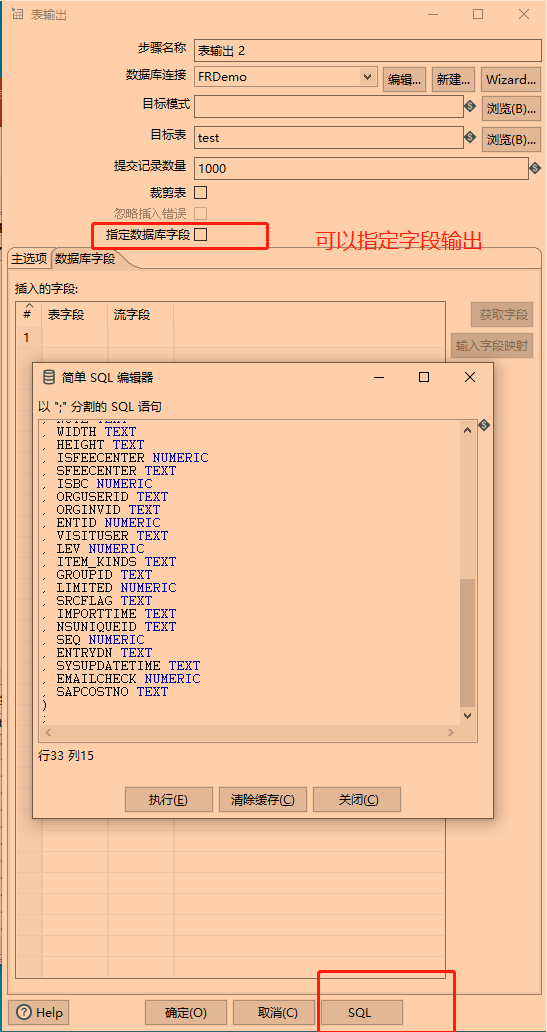 表输出
步骤名称 表输出 2
数据库连接 FRDemo 编辑... 新建... Wizard...
目标模式 浏览(B)...
目标表 test 浏览(B)...
提交记录数量 1000
裁剪表
忽略插入错误
指定数据库字段
可以指定字段输出
主选项 数据库字段
插入的字段:
# 表字段 流字段 获取字段
1 输入字段映射
简单 SQL 编辑器
以 ";" 分割的 SQL 语句
, WIDTH TEXT
, HEIGHT TEXT
, ISFEECENTER NUMERIC
, SFEECENTER TEXT
, ISBC NUMERIC
, ORGUSERID TEXT
, ORGINVID TEXT
, ENTID NUMERIC
, VISITUSER TEXT
, LEV NUMERIC
, ITEM_KINDS TEXT
, GROUPID TEXT
, LIMITED NUMERIC
, SRCFLAG TEXT
, IMPORTTIME TEXT
, NSUNIQUEID TEXT
, SEQ NUMERIC
, ENTRYDN TEXT
, SYSUPDATETIME TEXT
, EMAILCHECK NUMERIC
, SAPCOSTNO TEXT
)
;
行33 列15
执行(E) 清除缓存(C) 关闭(C)
Help 确定(O) 取消(C) SQL